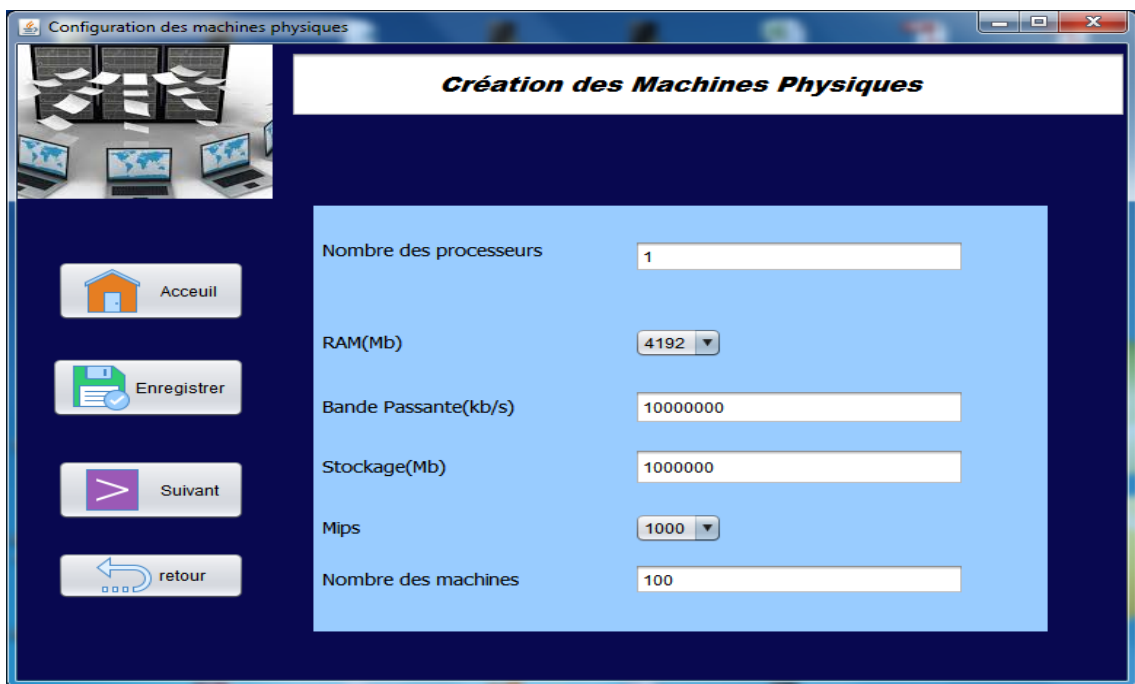 Configuration des machines physiques
Création des Machines Physiques
Acceuil
Enregistrer
Suivant
retour
Nombre des processeurs
1
RAM(Mb)
4192
Bande Passante(kb/s)
10000000
Stockage(Mb)
1000000
Mips
1000
Nombre des machines
100